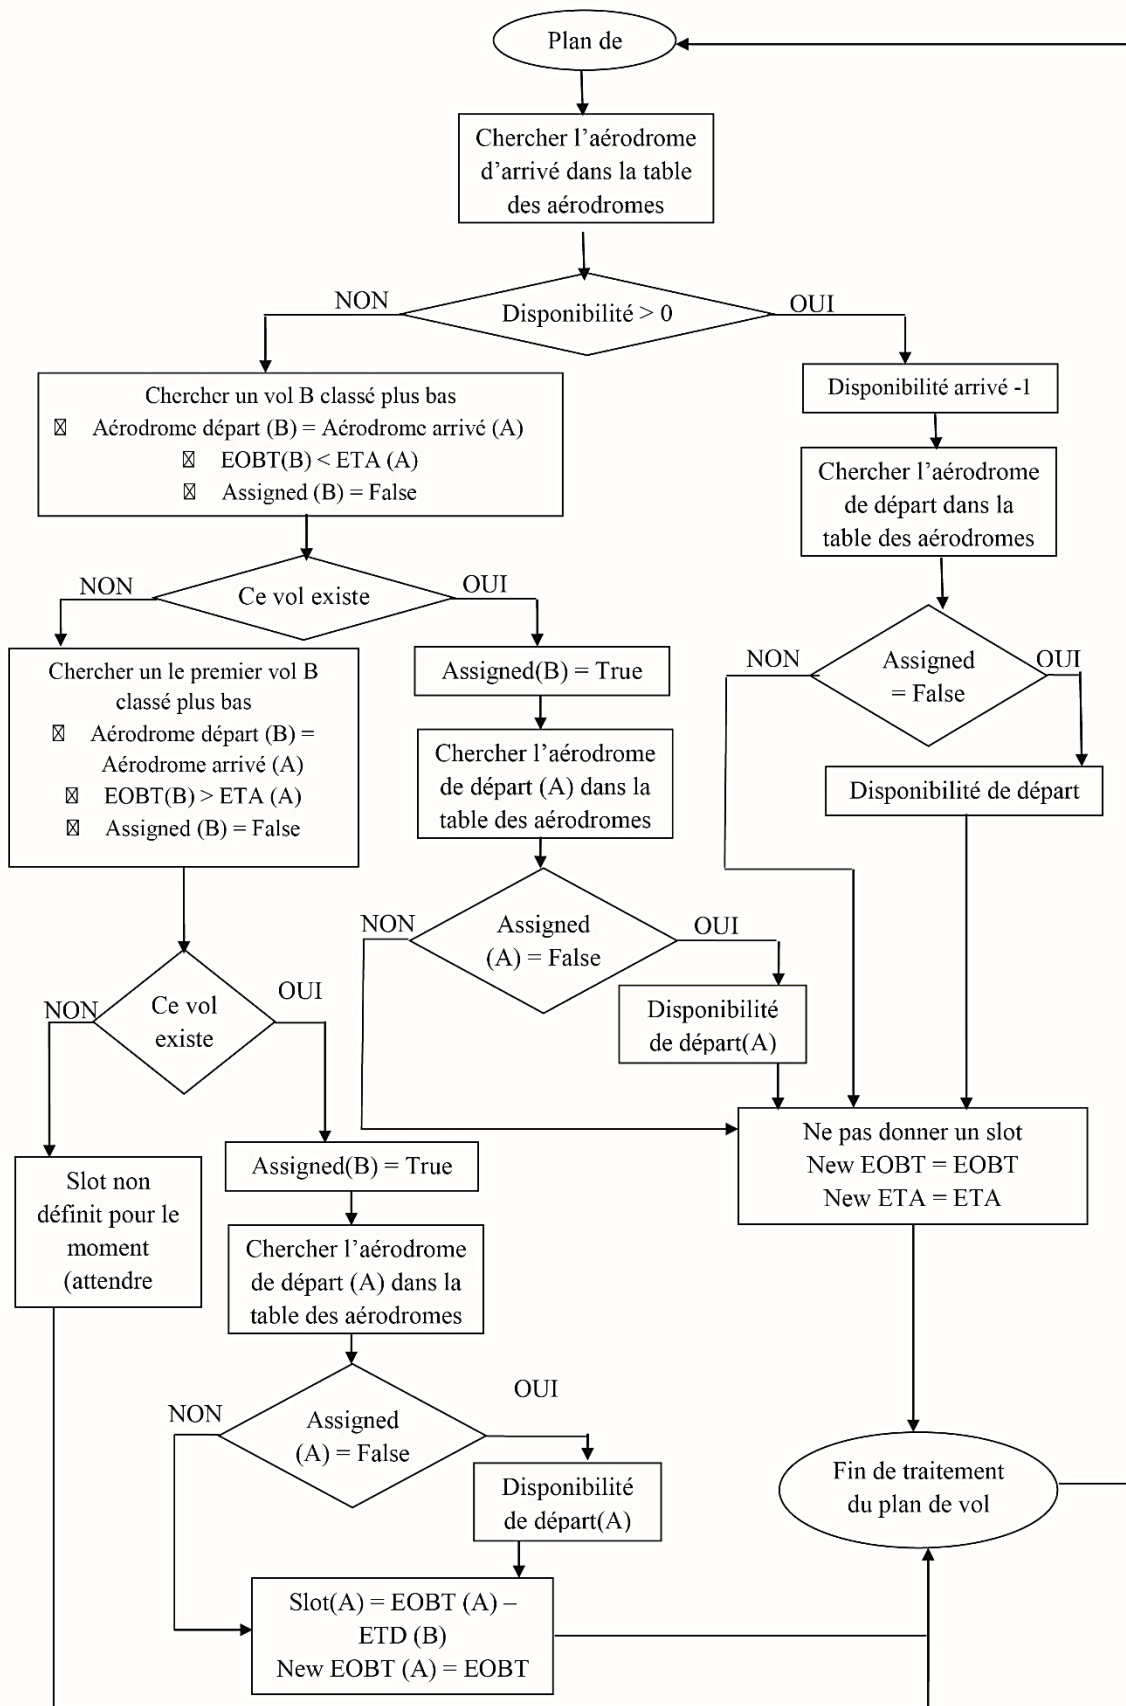 Plan de
Chercher l’aérodrome
d’arrivé dans la table
des aérodromes
NON
Disponibilité > 0
OUI
Chercher un vol B classé plus bas
Aérodrome départ (B) = Aérodrome arrivé (A)
EOBT(B) < ETA (A)
Assigned (B) = False
Disponibilité arrivé -1
Chercher l’aérodrome
de départ dans la
table des aérodromes
NON
Ce vol existe
OUI
Chercher un le premier vol B
classé plus bas
Aérodrome départ (B) =
Aérodrome arrivé (A)
EOBT(B) > ETA (A)
Assigned (B) = False
Assigned(B) = True
Chercher l’aérodrome
de départ (A) dans la
table des aérodromes
NON
Assigned
= False
OUI
Disponibilité de départ
NON
Assigned
(A) = False
OUI
Disponibilité
de départ(A)
NON
Ce vol
existe
OUI
Ne pas donner un slot
New EOBT = EOBT
New ETA = ETA
Slot non
définit pour le
moment
(attendre
Assigned(B) = True
Chercher l’aérodrome
de départ (A) dans la
table des aérodromes
NON
Assigned
(A) = False
OUI
Disponibilité
de départ(A)
Slot(A) = EOBT (A) –
ETD (B)
New EOBT (A) = EOBT
Fin de traitement
du plan de vol